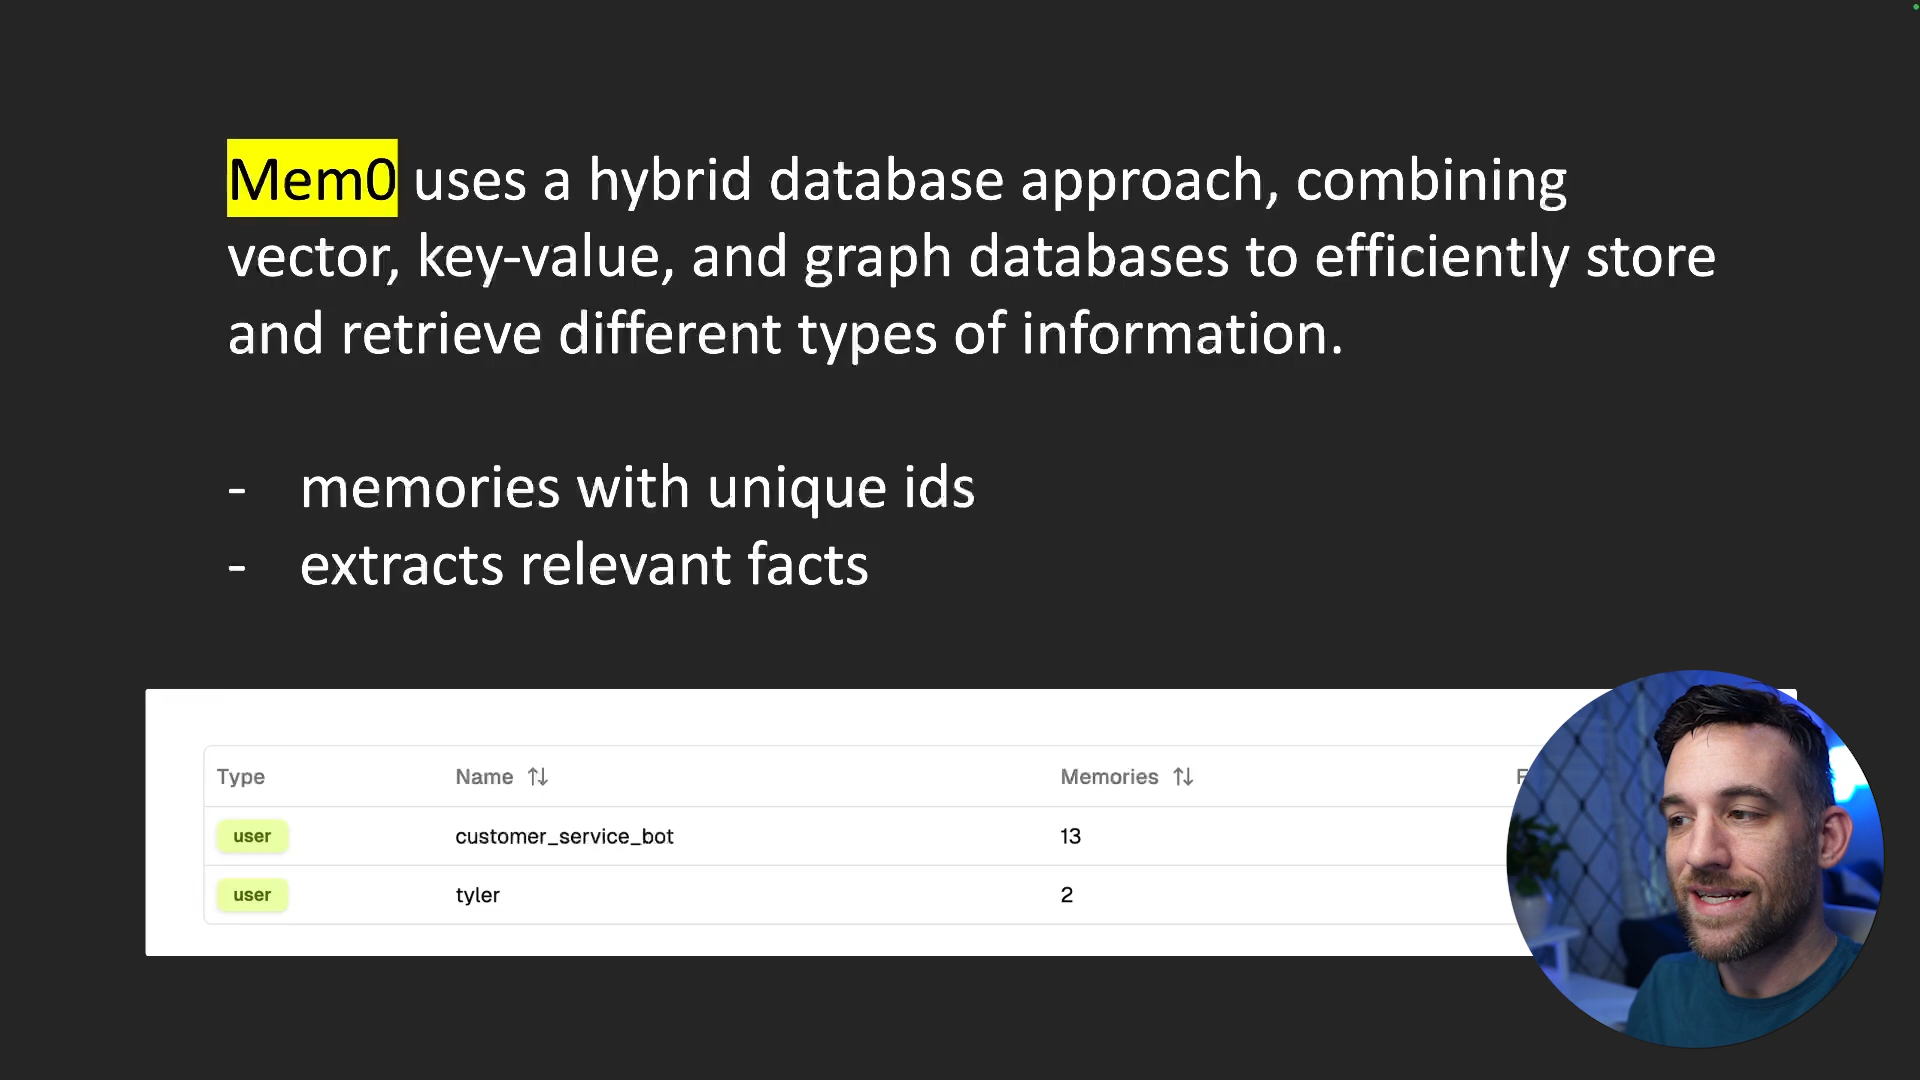 Mem0 uses a hybrid database approach, combining
vector, key-value, and graph databases to efficiently store
and retrieve different types of information.
- memories with unique ids
- extracts relevant facts
Type Name Memories
user customer_service_bot 13
user tyler 2